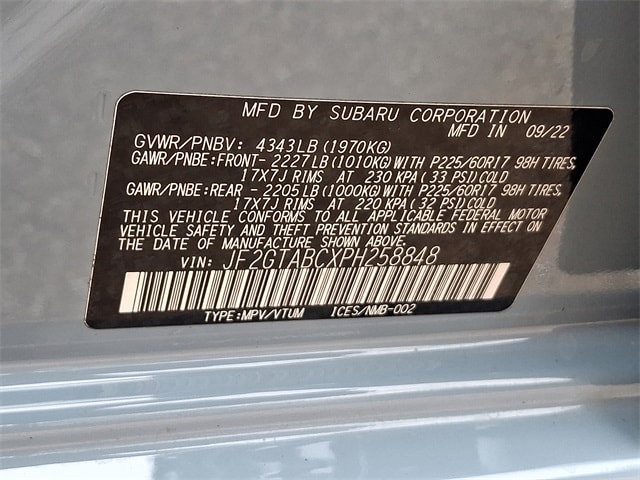 MFD BY SUBARU CORPORATION
MFD IN 09/22
GVWR/PNBV: 4343LB(1970KG)
GAWR/PNBE:FRONT- 2227LB(1010KG)WITH P225/60R17 98H TIRES,
17X7J RIMS AT 230 KPA(33 PSI)COLD
GAWR/PNBE:REAR - 2205LB(1000KG)WITH P225/60R17 98H TIRES,
17X7J RIMS AT 220 KPA(32 PSI)COLD
THIS VEHICLE CONFORMS TO ALL APPLICABLE FEDERAL MOTOR
VEHICLE SAFETY AND THEFT PREVENTION STANDARDS IN EFFECT ON
THE DATE OF MANUFACTURE SHOWN ABOVE.
VIN: JF2GTABCXPH258848
TYPE:MPV/VTUM ICES/NMB-002